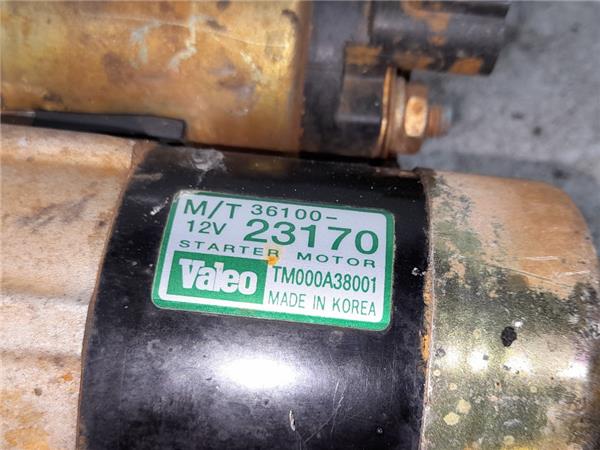 M/T 36100-
12V 23170
STARTER MOTOR
Valeo TM000A38001
MADE IN KOREA